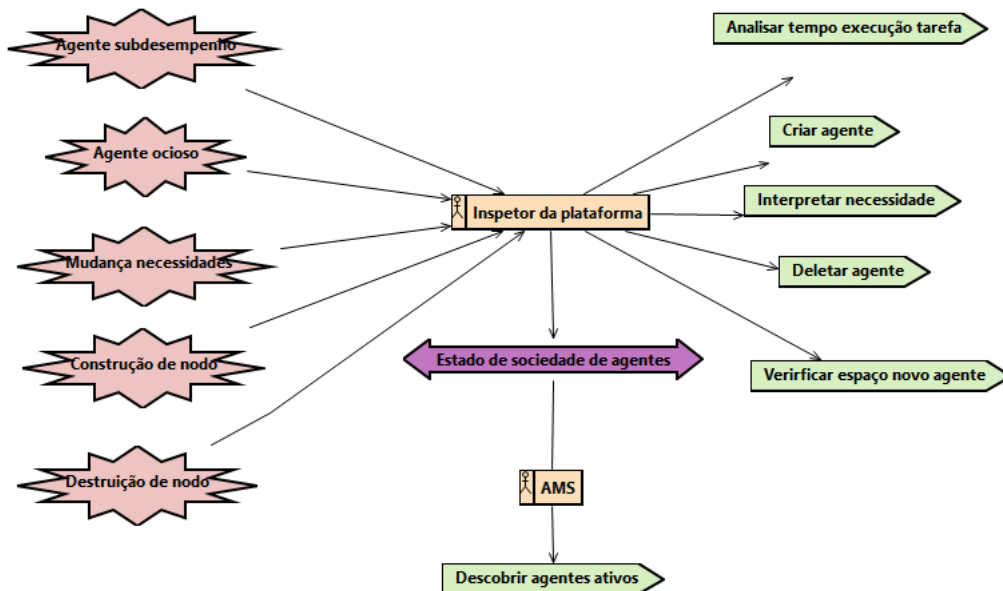 Agente subdesempenho
Analisar tempo execução tarefa
Agente ocioso
Criar agente
Inspetor da plataforma
Interpretar necessidade
Mudança necessidades
Deletar agente
Construção de nodo
Estado de sociedade de agentes
Verirficar espaço novo agente
Destruição de nodo
AMS
Descobrir agentes ativos